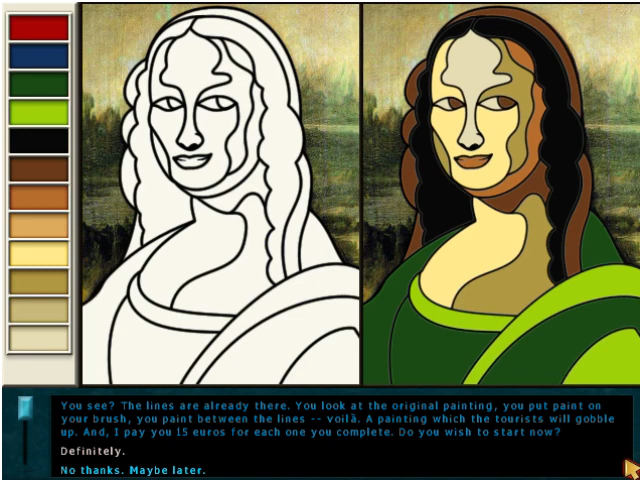 You see? The lines are already there. You look at the original painting, you put paint on
your brush, you paint between the lines -- voilà. A painting which the tourists will gobble
up. And, I pay you 15 euros for each one you complete. Do you wish to start now?
Definitely.
No thanks. Maybe later.